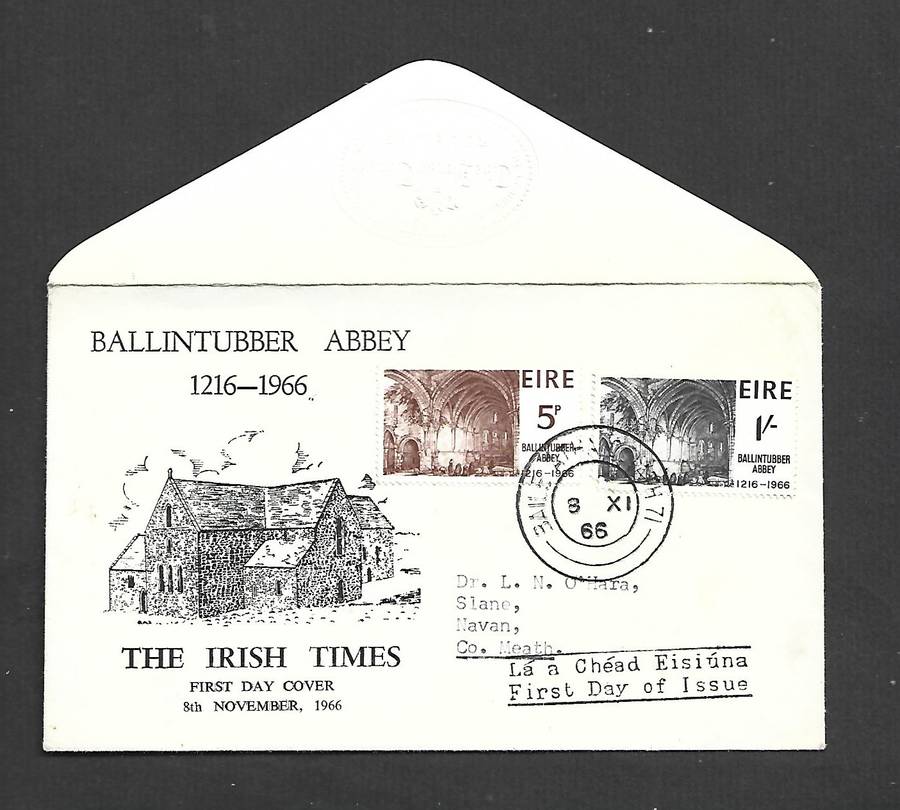 BALLINTUBBER ABBEY
1216—1966
EIRE
5P
BALLINTUBBER
ABBEY
1216-1966
EIRE
1/-
BALLINTUBBER
ABBEY
1216-1966
8 XI
66
Dr. L. N. O'Hara,
Slane,
Navan,
Co. Meath.
Lá a Chéad Eisiúna
First Day of Issue
THE IRISH TIMES
FIRST DAY COVER
8th NOVEMBER, 1966